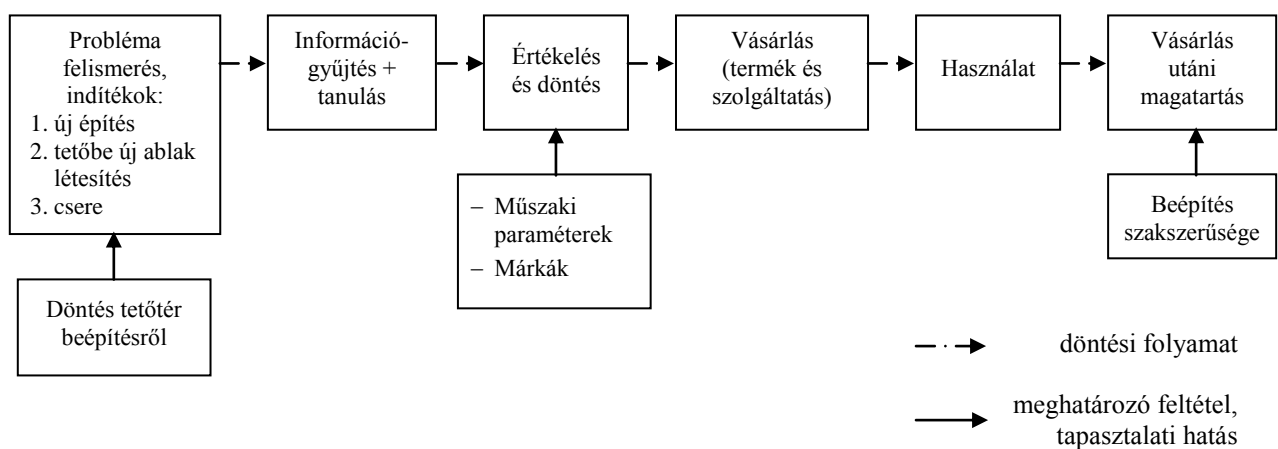 Probléma
felismerés,
indítékok:
1. új építés
2. tetőbe új ablak
létesítés
3. csere
Információ-
gyűjtés +
tanulás
Értékelés
és döntés
Vásárlás
(termék és
szolgáltatás)
Használat
Vásárlás
utáni
magatartás
Döntés tetőtér
beépítésről
– Műszaki
paraméterek
– Márkák
Beépítés
szakszerűsége
döntési folyamat
meghatározó feltétel,
tapasztalati hatás